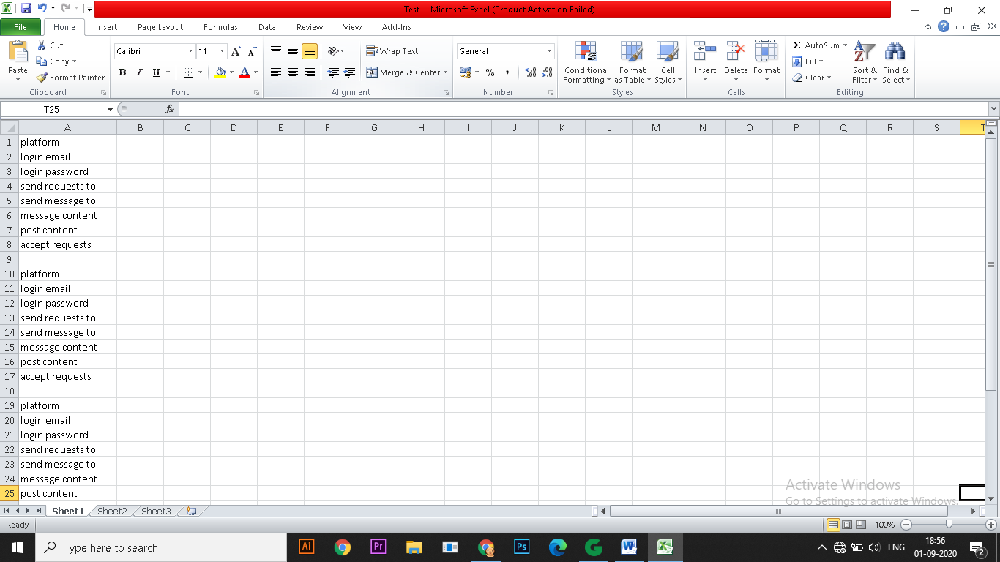 Test - Microsoft Excel (Product Activation Failed)
File Home Insert Page Layout Formulas Data Review View Add-Ins
Paste
Cut
Copy
Format Painter
Clipboard
Calibri 11
B I U
Font
Wrap Text
Merge & Center
Alignment
General
% ,
Number
Conditional Formatting
Format as Table
Cell Styles
Styles
Insert Delete Format
Cells
Σ AutoSum
Fill
Clear
Sort & Filter
Find & Select
Editing
T25 fx
A B C D E F G H I J K L M N O P Q R S T
1 platform
2 login email
3 login password
4 send requests to
5 send message to
6 message content
7 post content
8 accept requests
9
10 platform
11 login email
12 login password
13 send requests to
14 send message to
15 message content
16 post content
17 accept requests
18
19 platform
20 login email
21 login password
22 send requests to
23 send message to
24 message content
25 post content
Activate Windows
Go to Settings to activate Windows.
Sheet1 Sheet2 Sheet3
Ready 100%
Type here to search
Ai Pr Ps
ENG
18:56
01-09-2020
2